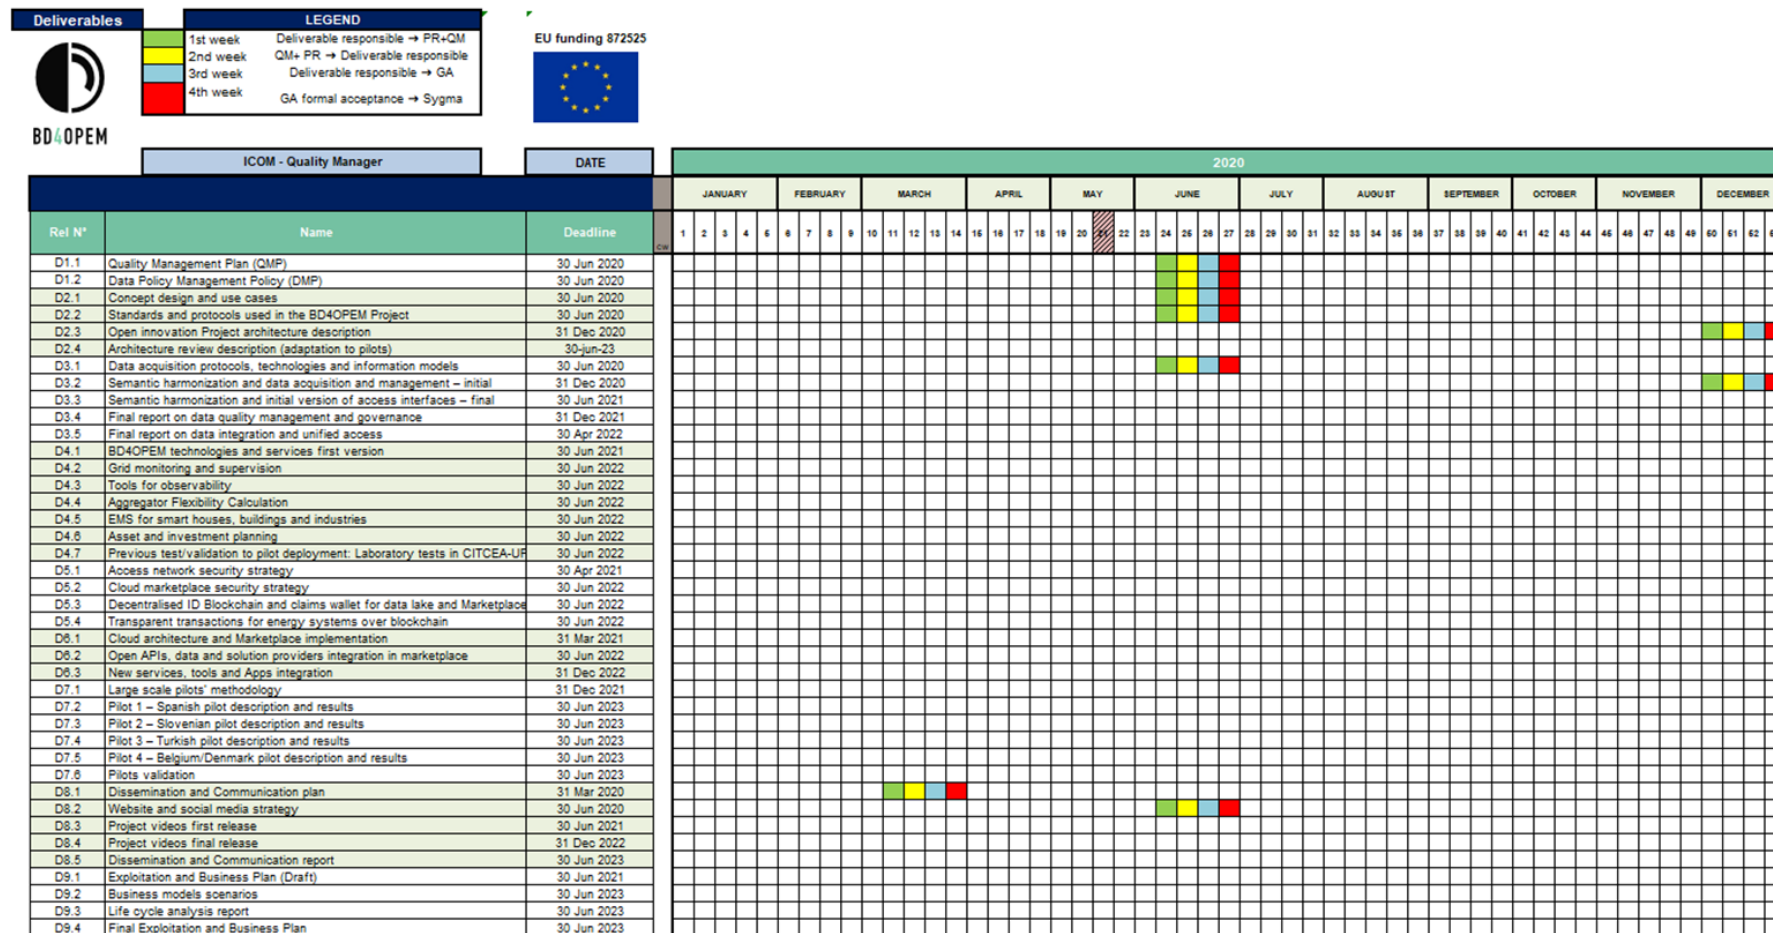 Deliverables
LEGEND
1st week Deliverable responsible → PR+QM
2nd week QM+ PR → Deliverable responsible
3rd week Deliverable responsible → GA
4th week GA formal acceptance → Sygma
BD4OPEM
EU funding 872525
ICOM - Quality Manager DATE 2020
JANUARY FEBRUARY MARCH APRIL MAY JUNE JULY AUGUST SEPTEMBER OCTOBER NOVEMBER DECEMBER
Rel Nº Name Deadline CW 1 2 3 4 5 6 7 8 9 10 11 12 13 14 15 16 17 18 19 20 21 22 23 24 25 26 27 28 29 30 31 32 33 34 35 36 37 38 39 40 41 42 43 44 45 46 47 48 49 50 51 52
D1.1 Quality Management Plan (QMP) 30 Jun 2020
D1.2 Data Policy Management Policy (DMP) 30 Jun 2020
D2.1 Concept design and use cases 30 Jun 2020
D2.2 Standards and protocols used in the BD4OPEM Project 30 Jun 2020
D2.3 Open innovation Project architecture description 31 Dec 2020
D2.4 Architecture review description (adaptation to pilots) 30-jun-23
D3.1 Data acquisition protocols, technologies and information models 30 Jun 2020
D3.2 Semantic harmonization and data acquisition and management – initial 31 Dec 2020
D3.3 Semantic harmonization and initial version of access interfaces – final 30 Jun 2021
D3.4 Final report on data quality management and governance 31 Dec 2021
D3.5 Final report on data integration and unified access 30 Apr 2022
D4.1 BD4OPEM technologies and services first version 30 Jun 2021
D4.2 Grid monitoring and supervision 30 Jun 2022
D4.3 Tools for observability 30 Jun 2022
D4.4 Aggregator Flexibility Calculation 30 Jun 2022
D4.5 EMS for smart houses, buildings and industries 30 Jun 2022
D4.6 Asset and investment planning 30 Jun 2022
D4.7 Previous test/validation to pilot deployment: Laboratory tests in CITCEA-UP 30 Jun 2022
D5.1 Access network security strategy 30 Apr 2021
D5.2 Cloud marketplace security strategy 30 Jun 2022
D5.3 Decentralised ID Blockchain and claims wallet for data lake and Marketplace 30 Jun 2022
D5.4 Transparent transactions for energy systems over blockchain 30 Jun 2022
D6.1 Cloud architecture and Marketplace implementation 31 Mar 2021
D6.2 Open APIs, data and solution providers integration in marketplace 30 Jun 2022
D6.3 New services, tools and Apps integration 31 Dec 2022
D7.1 Large scale pilots' methodology 31 Dec 2021
D7.2 Pilot 1 – Spanish pilot description and results 30 Jun 2023
D7.3 Pilot 2 – Slovenian pilot description and results 30 Jun 2023
D7.4 Pilot 3 – Turkish pilot description and results 30 Jun 2023
D7.5 Pilot 4 – Belgium/Denmark pilot description and results 30 Jun 2023
D7.6 Pilots validation 30 Jun 2023
D8.1 Dissemination and Communication plan 31 Mar 2020
D8.2 Website and social media strategy 30 Jun 2020
D8.3 Project videos first release 30 Jun 2021
D8.4 Project videos final release 31 Dec 2022
D8.5 Dissemination and Communication report 30 Jun 2023
D9.1 Exploitation and Business Plan (Draft) 30 Jun 2021
D9.2 Business models scenarios 30 Jun 2023
D9.3 Life cycle analysis report 30 Jun 2023
D9.4 Final Exploitation and Business Plan 30 Jun 2023